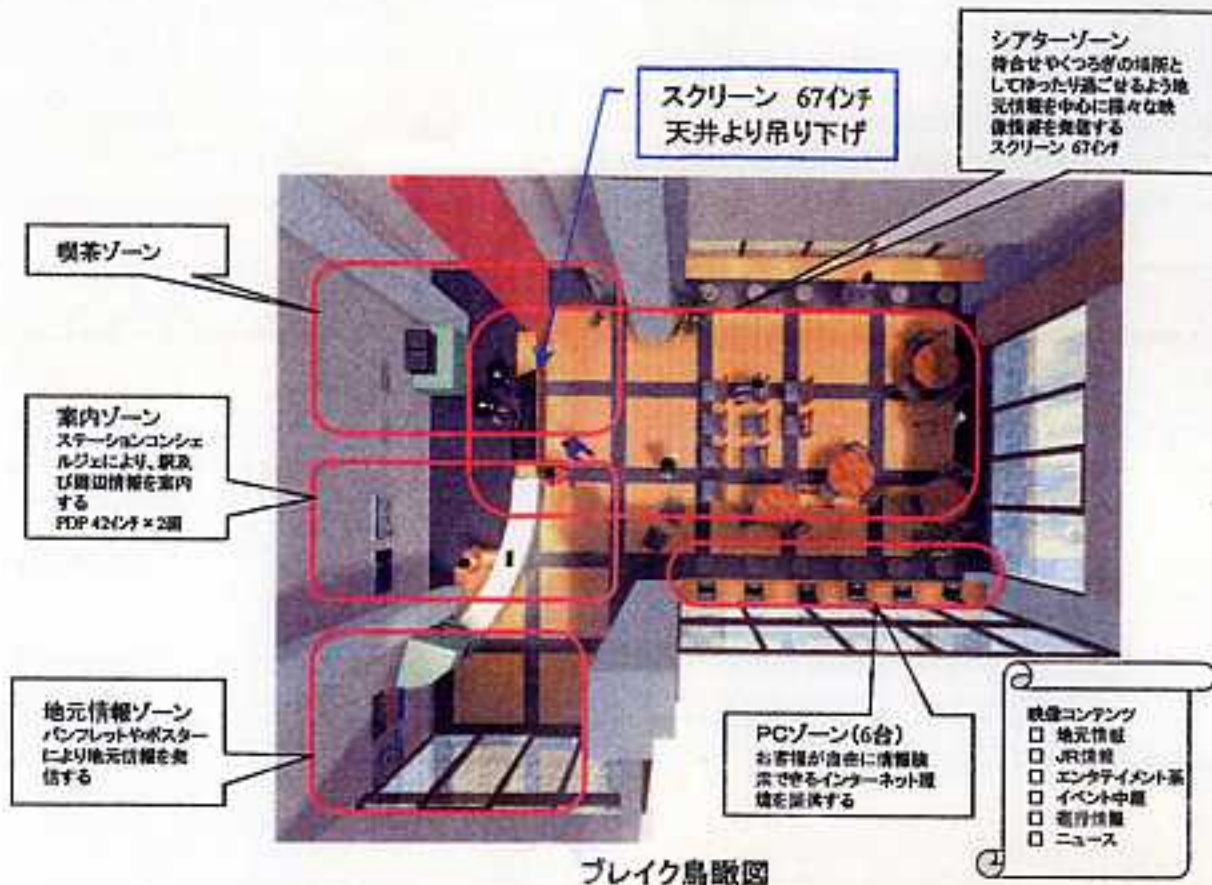 シアターゾーン
待合せやくつろぎの場所と
してゆったり過ごせるよう地
元情報を中心に様々な映
像情報を発信する
スクリーン 67インチ
スクリーン 67インチ
天井より吊り下げ
喫茶ゾーン
案内ゾーン
ステーションコンシェ
ルジェにより、駅及
び周辺情報を案内
する
PDP 42インチ × 2面
地元情報ゾーン
パンフレットやポスター
により地元情報を発
信する
PCゾーン(6台)
お客様が自由に情報検
索できるインターネット環
境を提供する
映像コンテンツ
□ 地元情報
□ JR情報
□ エンタテイメント系
□ イベント中継
□ 旅行情報
□ ニュース
ブレイク鳥瞰図